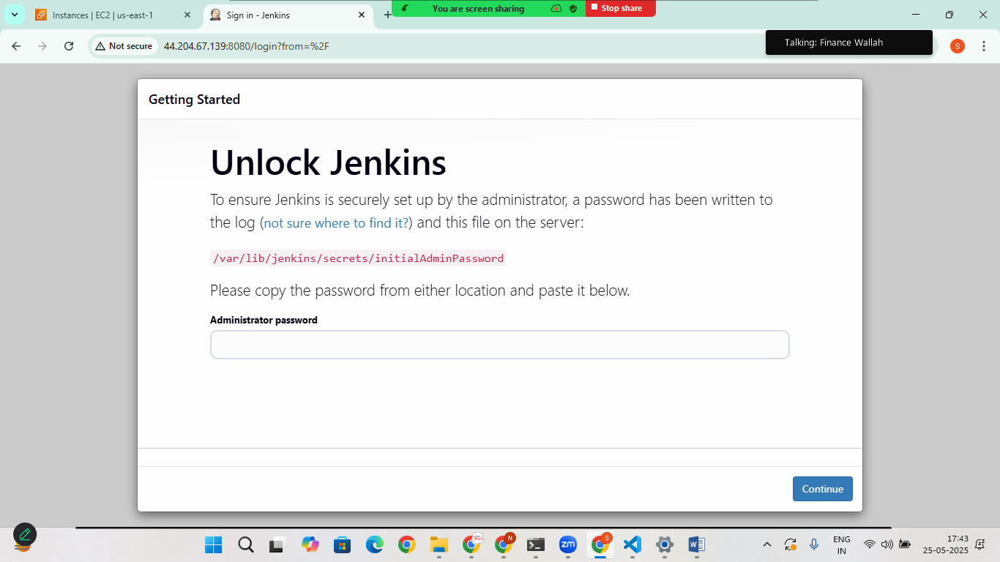 Instances | EC2 | us-east-1
Sign in - Jenkins
You are screen sharing
Stop share
Not secure
44.204.67.139:8080/login?from=%2F
Talking: Finance Wallah
S
Getting Started
Unlock Jenkins
To ensure Jenkins is securely set up by the administrator, a password has been written to
the log (not sure where to find it?) and this file on the server:
/var/lib/jenkins/secrets/initialAdminPassword
Please copy the password from either location and paste it below.
Administrator password
Continue
N
zm
S
ENG
IN
17:43
25-05-2025